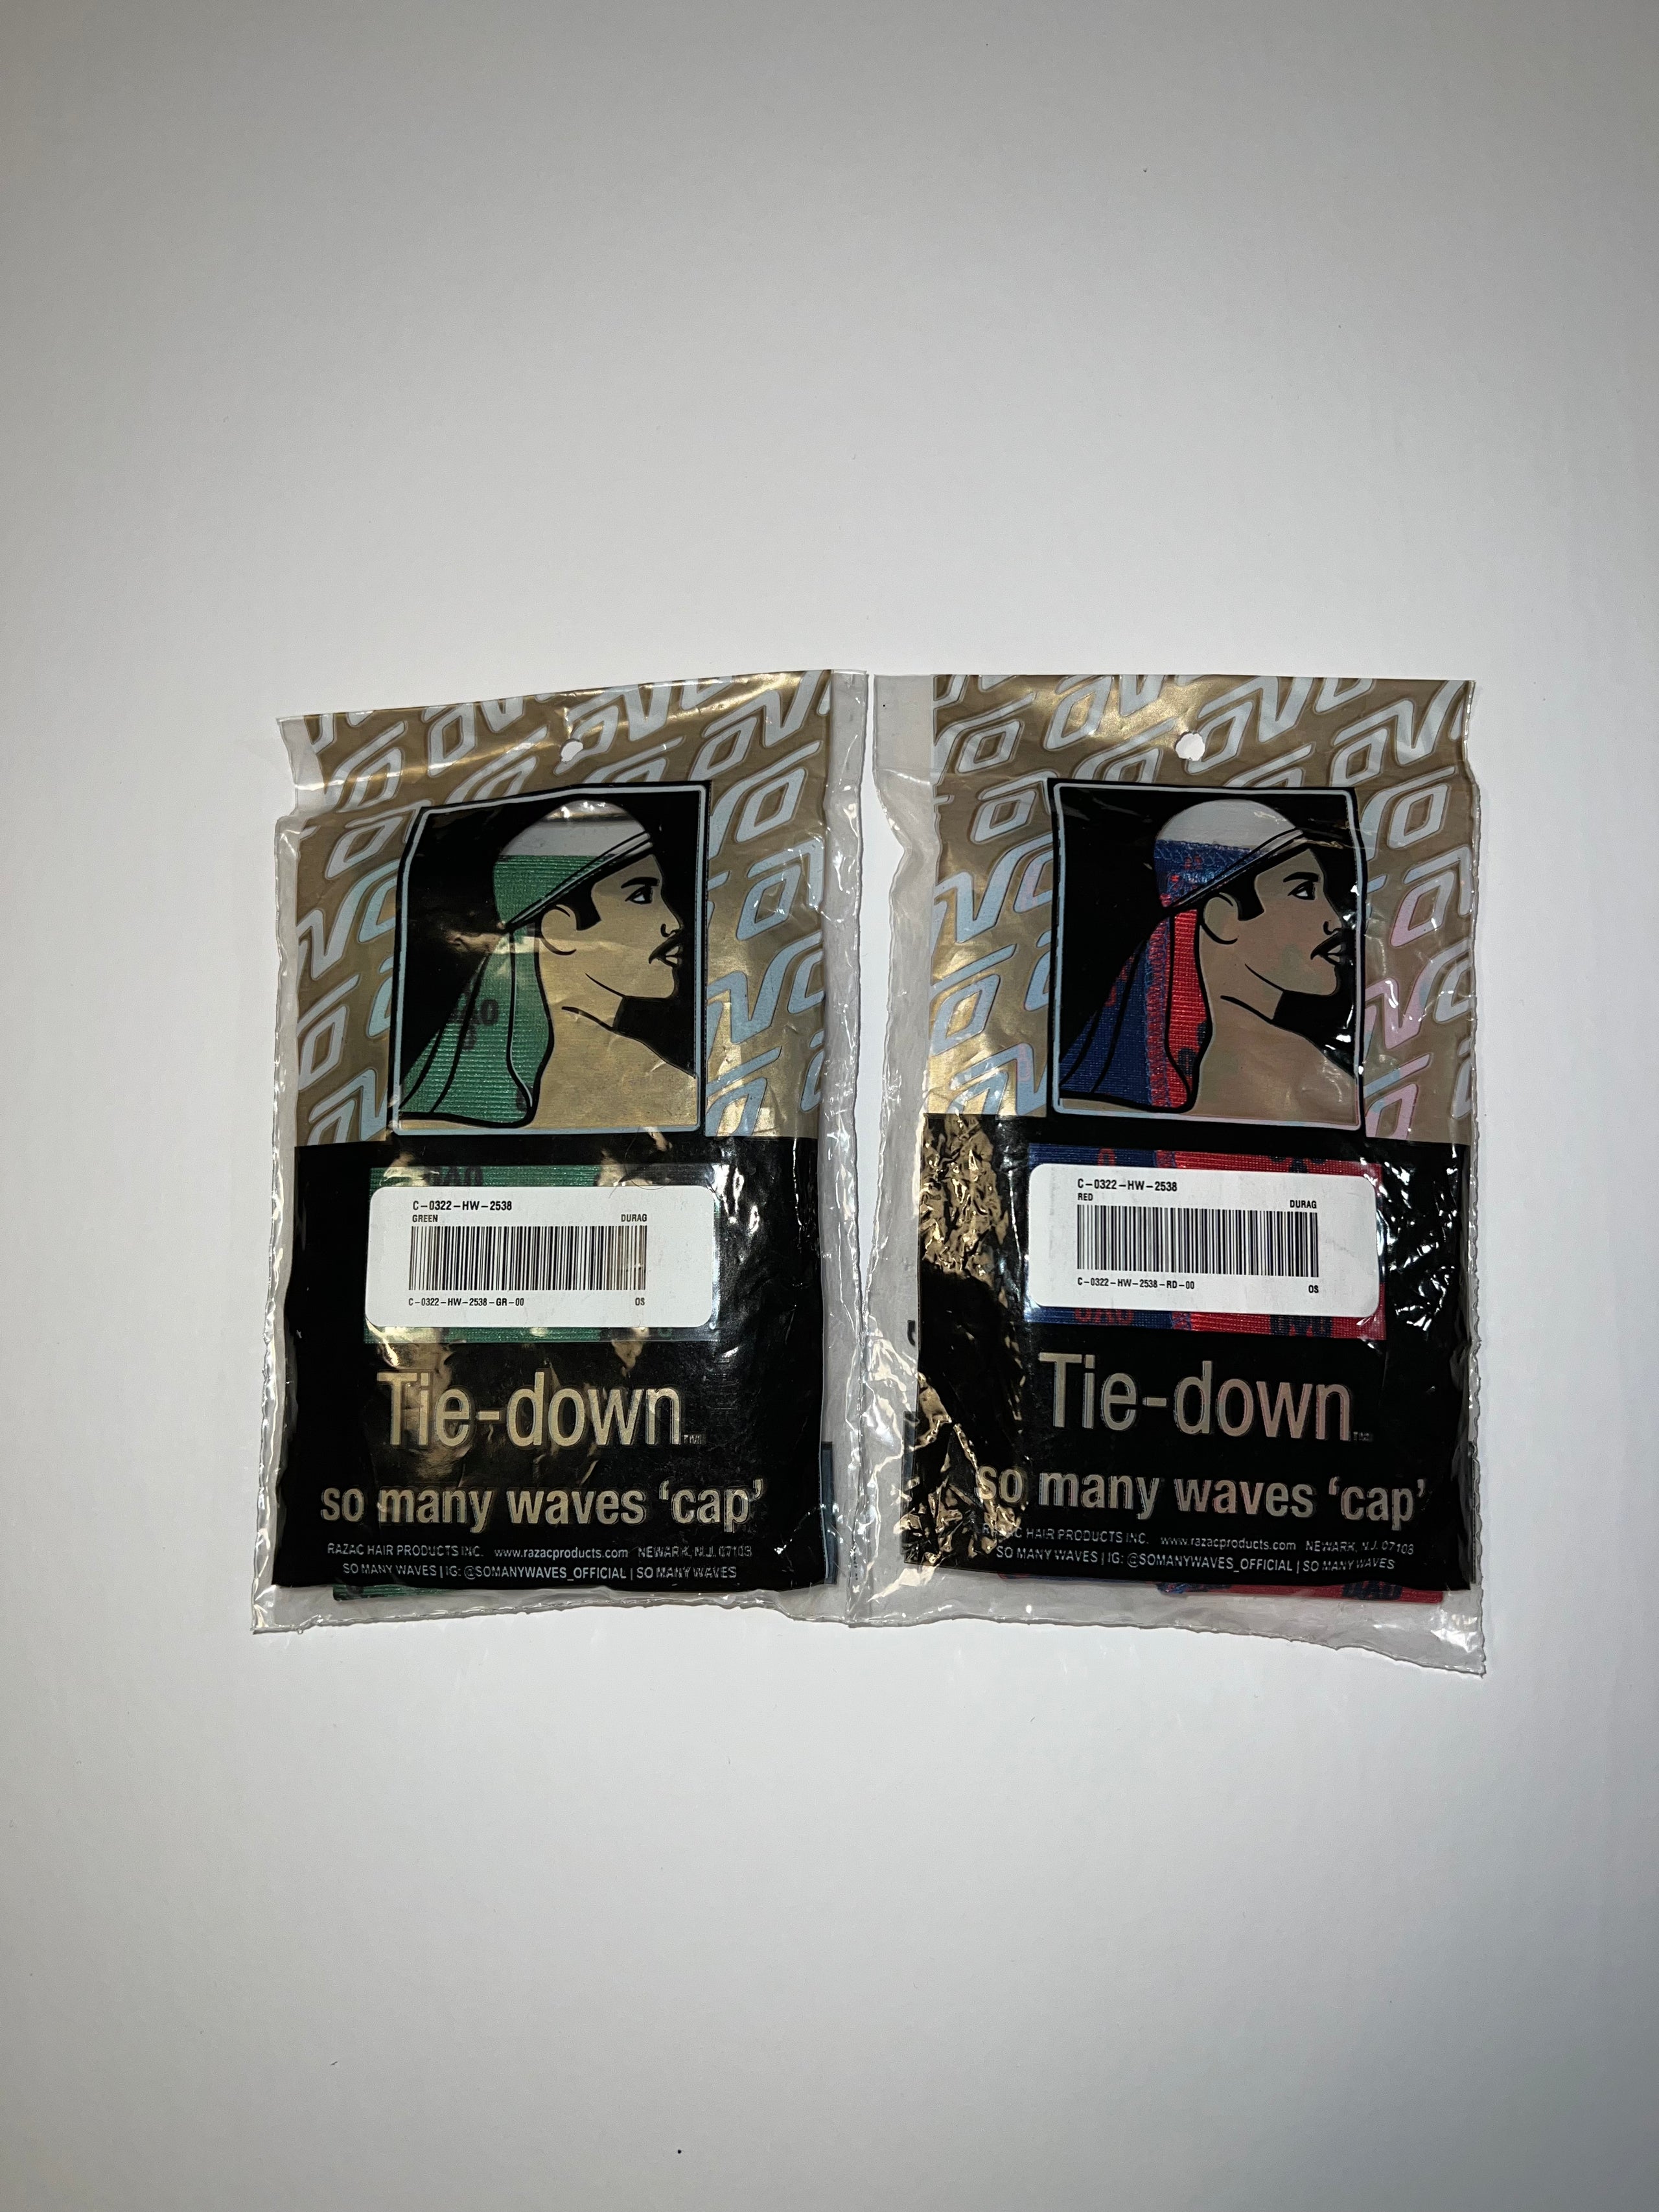 C-0322-HW-2538
GREEN DURAG
C-0322-HW-2538-GR-00 OS
Tie-down™
so many waves 'cap'
RAZAC HAIR PRODUCTS INC. www.razacproducts.com NEWARK, N.J. 07103
SO MANY WAVES | IG: @SOMANYWAVES_OFFICIAL | SO MANY WAVES
C-0322-HW-2538
RED DURAG
C-0322-HW-2538-RD-00 OS
Tie-down™
so many waves 'cap'
RAZAC HAIR PRODUCTS INC. www.razacproducts.com NEWARK, N.J. 07103
SO MANY WAVES | IG: @SOMANYWAVES_OFFICIAL | SO MANY WAVES